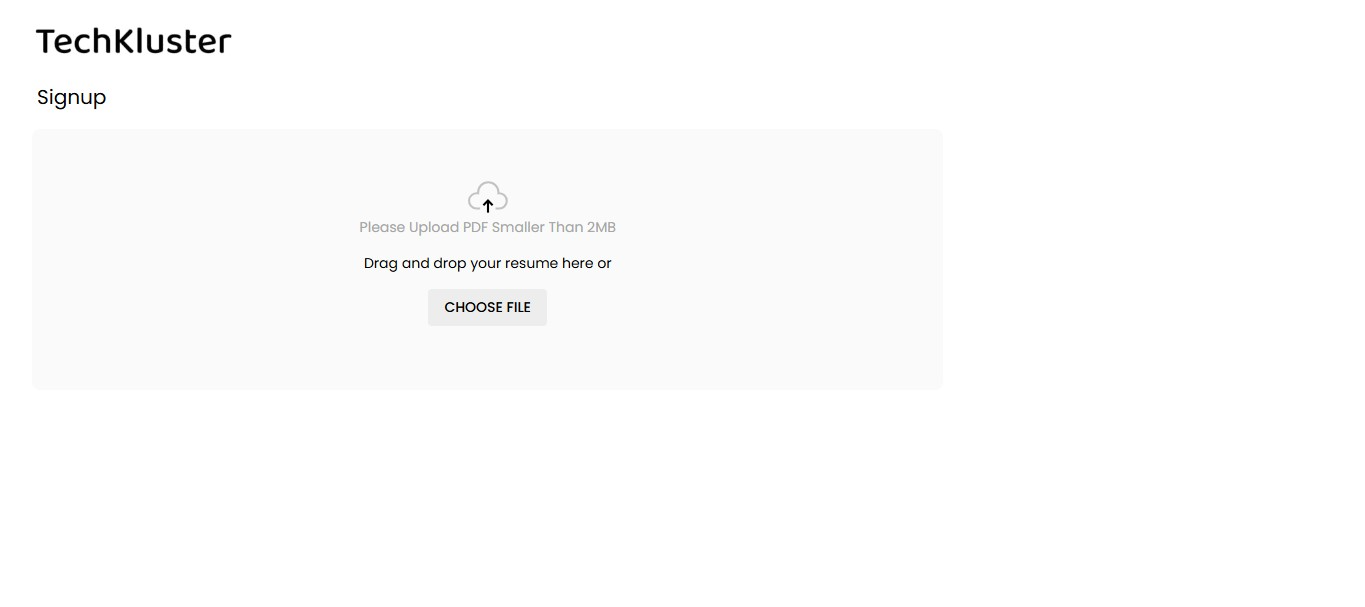 TechKluster
Signup
Please Upload PDF Smaller Than 2MB
Drag and drop your resume here or
CHOOSE FILE